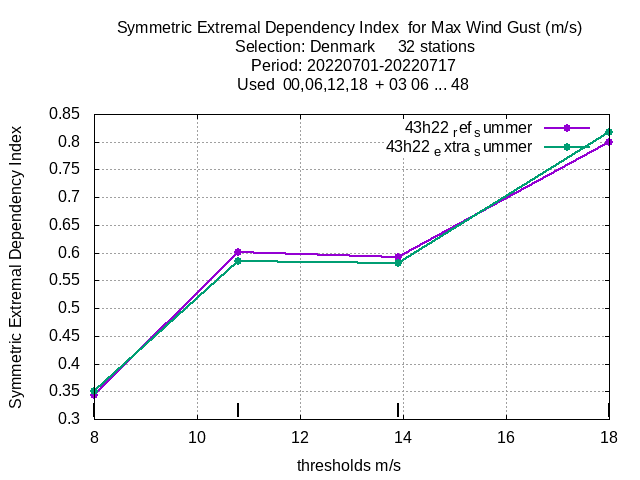 Symmetric Extremal Dependency Index for Max Wind Gust (m/s)
Selection: Denmark 32 stations
Period: 20220701-20220717
Used 00,06,12,18 + 03 06 ... 48
Symmetric Extremal Dependency Index
0.85
0.8
0.75
0.7
0.65
0.6
0.55
0.5
0.45
0.4
0.35
0.3
43h22 ref summer
43h22 extra summer
8 10 12 14 16 18
thresholds m/s